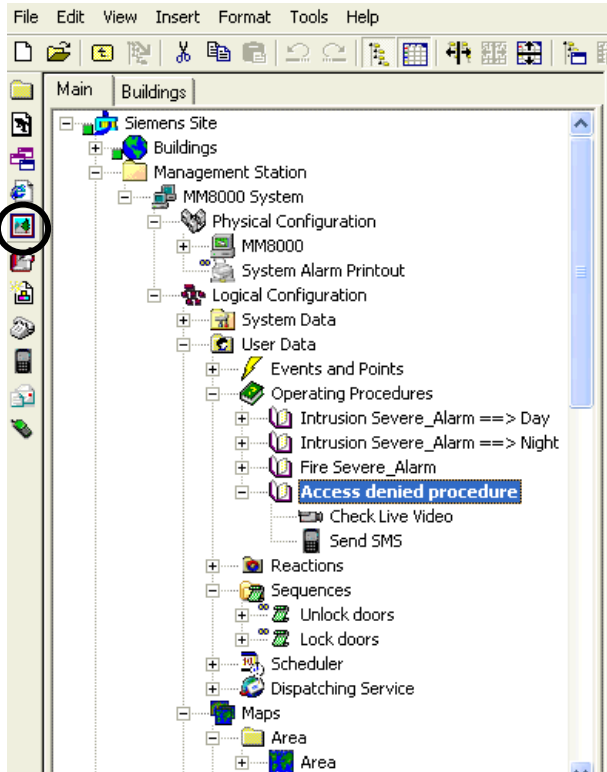 File Edit View Insert Format Tools Help
Main Buildings
Siemens Site
Buildings
Management Station
MM8000 System
Physical Configuration
MM8000
System Alarm Printout
Logical Configuration
System Data
User Data
Events and Points
Operating Procedures
Intrusion Severe_Alarm ==> Day
Intrusion Severe_Alarm ==> Night
Fire Severe_Alarm
Access denied procedure
Check Live Video
Send SMS
Reactions
Sequences
Unlock doors
Lock doors
Scheduler
Dispatching Service
Maps
Area
Area